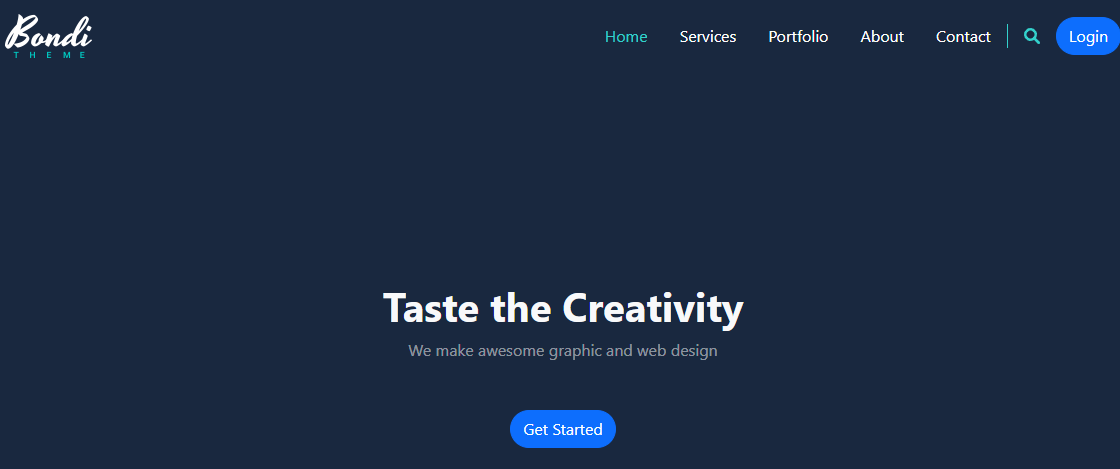 Bondi
THEME
Home Services Portfolio About Contact Login
Taste the Creativity
We make awesome graphic and web design
Get Started